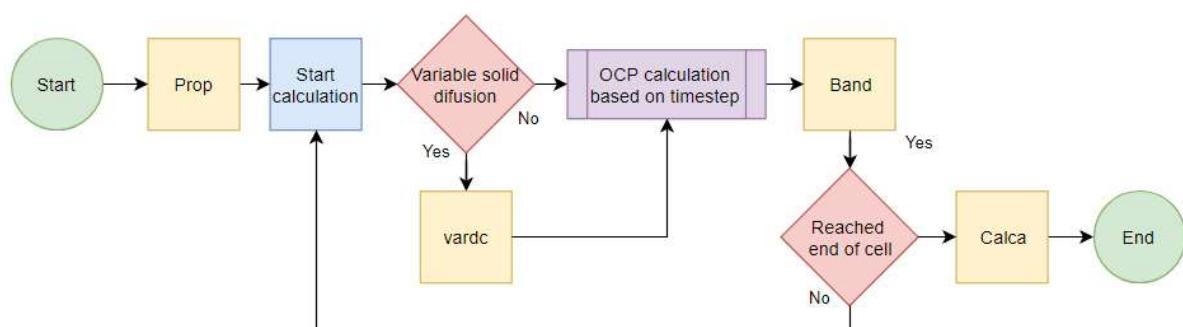 Start
Prop
Start
calculation
Variable solid
difusion
No
Yes
OCP calculation
based on timestep
Band
Yes
vardc
Reached
end of cell
No
Calca
End